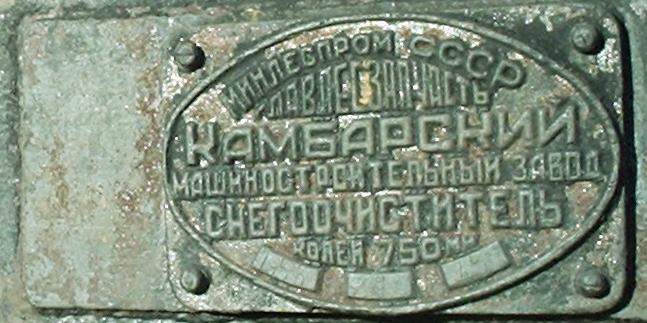 МИНЛЕСПРОМ СССР
ГЛАВЛЕСЗАПЧАСТЬ
КАМБАРСКИЙ
МАШИНОСТРОИТЕЛЬНЫЙ ЗАВОД
СНЕГООЧИСТИТЕЛЬ
КОЛЕИ 750 мм